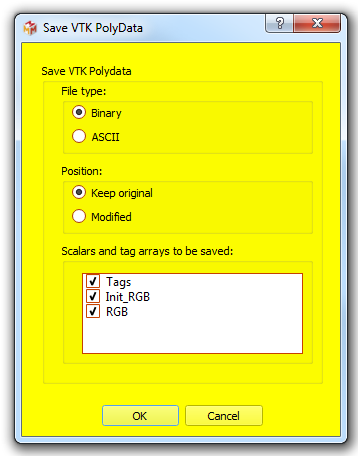 Save VTK PolyData
Save VTK Polydata
File type:
Binary
ASCII
Position:
Keep original
Modified
Scalars and tag arrays to be saved:
Tags
Init_RGB
RGB
OK Cancel